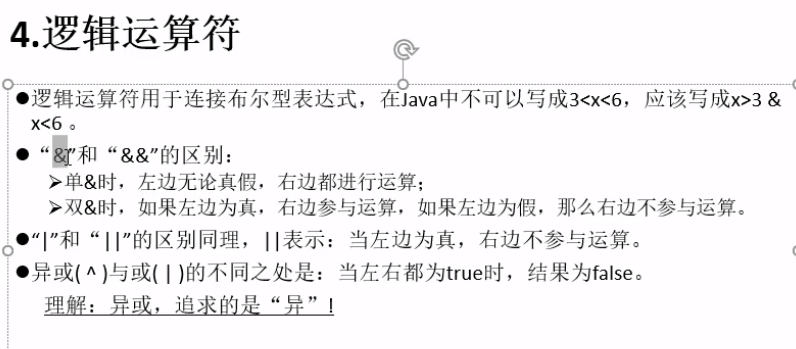 4.逻辑运算符
●逻辑运算符用于连接布尔型表达式，在Java中不可以写成3<x<6，应该写成x>3 &
x<6 。
●“&”和“&&”的区别：
➢单&时，左边无论真假，右边都进行运算；
➢双&时，如果左边为真，右边参与运算，如果左边为假，那么右边不参与运算。
●“|”和“||”的区别同理，||表示：当左边为真，右边不参与运算。
●异或( ^ )与或( | )的不同之处是：当左右都为true时，结果为false。
理解：异或，追求的是“异”!